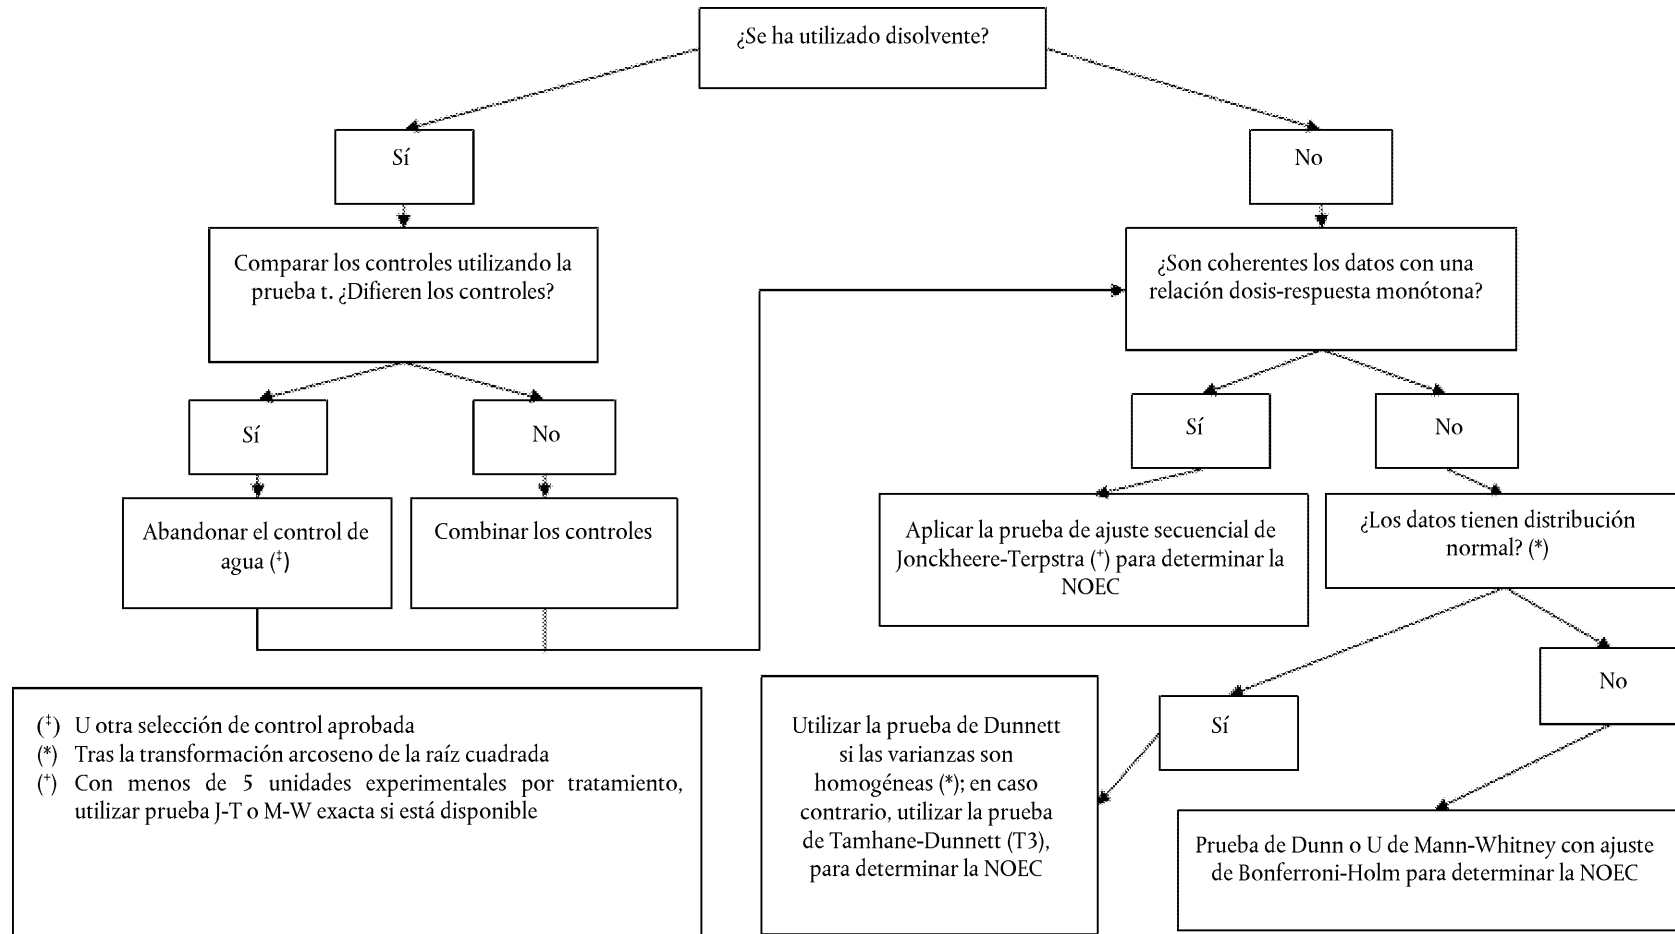 ¿Se ha utilizado disolvente?
Sí
No
Comparar los controles utilizando la
prueba t. ¿Difieren los controles?
¿Son coherentes los datos con una
relación dosis-respuesta monótona?
Sí
No
Sí
No
Abandonar el control de
agua (‡)
Combinar los controles
Aplicar la prueba de ajuste secuencial de
Jonckheere-Terpstra (+) para determinar la
NOEC
¿Los datos tienen distribución
normal? (*)
No
Sí
Utilizar la prueba de Dunnett
si las varianzas son
homogéneas (*); en caso
contrario, utilizar la prueba
de Tamhane-Dunnett (T3),
para determinar la NOEC
Prueba de Dunn o U de Mann-Whitney con ajuste
de Bonferroni-Holm para determinar la NOEC
(‡) U otra selección de control aprobada
(*) Tras la transformación arcoseno de la raíz cuadrada
(+) Con menos de 5 unidades experimentales por tratamiento,
utilizar prueba J-T o M-W exacta si está disponible